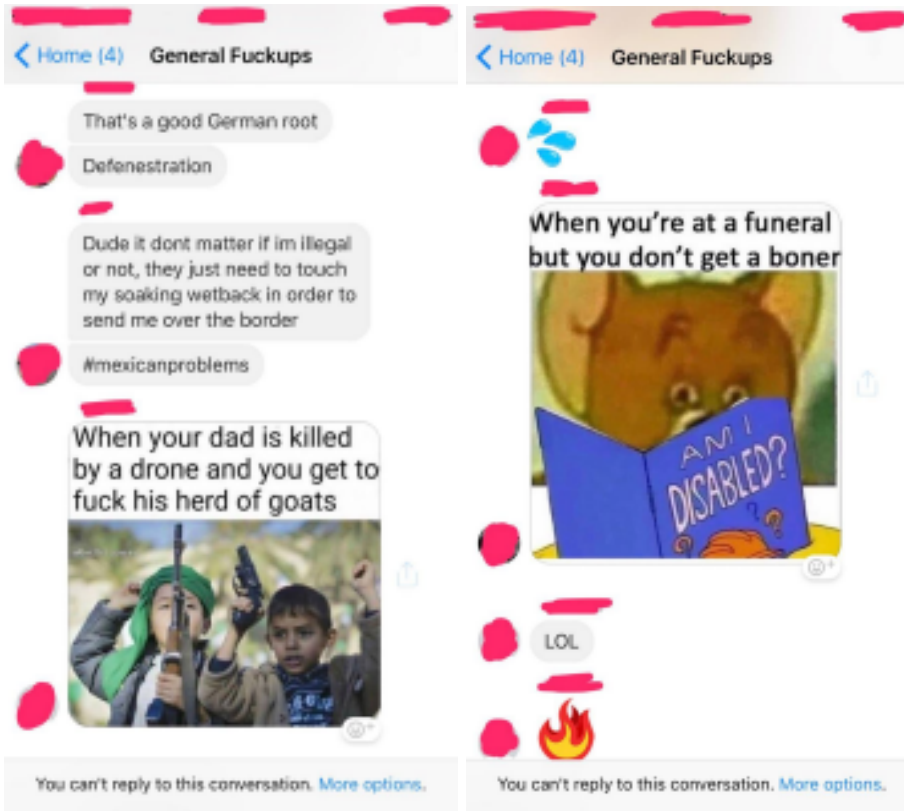 Home (4) General Fuckups
That's a good German root
Defenestration
Dude it dont matter if im illegal
or not, they just need to touch
my soaking wetback in order to
send me over the border
#mexicanproblems
When your dad is killed
by a drone and you get to
fuck his herd of goats
You can't reply to this conversation. More options.
Home (4) General Fuckups
When you're at a funeral
but you don't get a boner
AM I
DISABLED?
LOL
You can't reply to this conversation. More options.